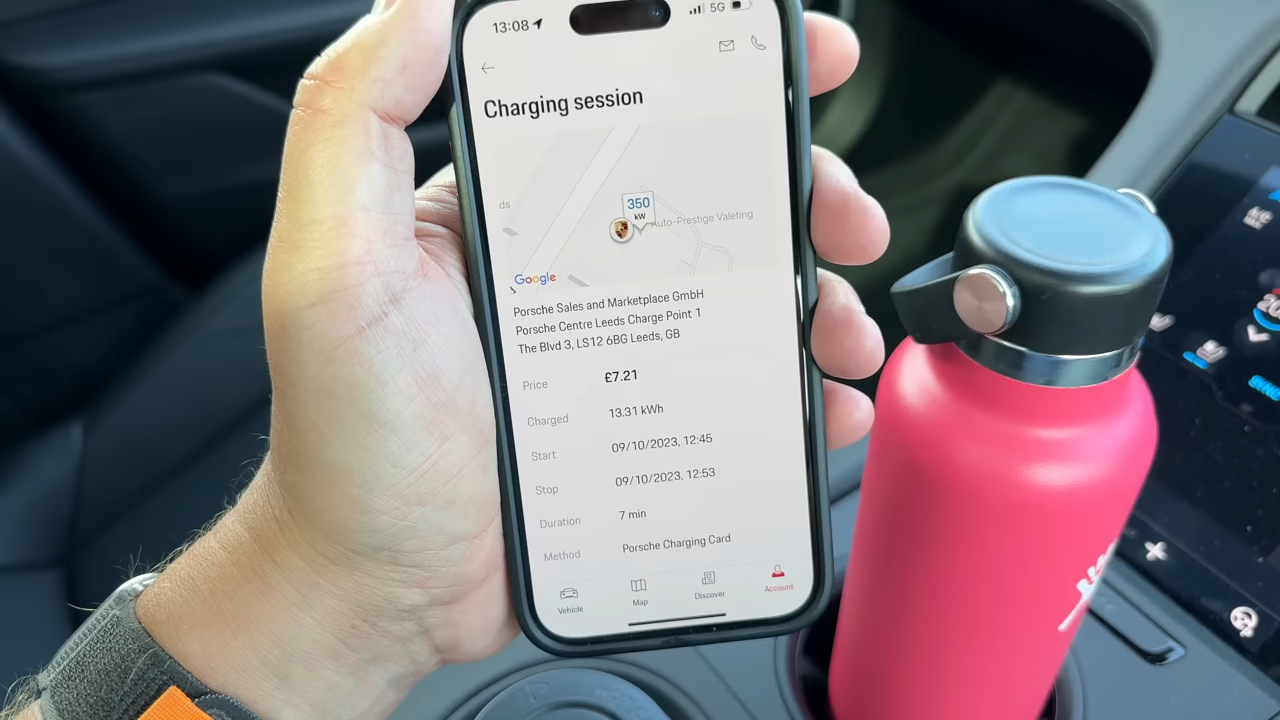 13:08
5G
Charging session
ds
350
kW
Auto-Prestige Valeting
Google
Porsche Sales and Marketplace GmbH
Porsche Centre Leeds Charge Point 1
The Blvd 3, LS12 6BG Leeds, GB
Price £7.21
Charged 13.31 kWh
Start 09/10/2023, 12:45
Stop 09/10/2023, 12:53
Duration 7 min
Method Porsche Charging Card
Vehicle Map Discover Account
SYNC